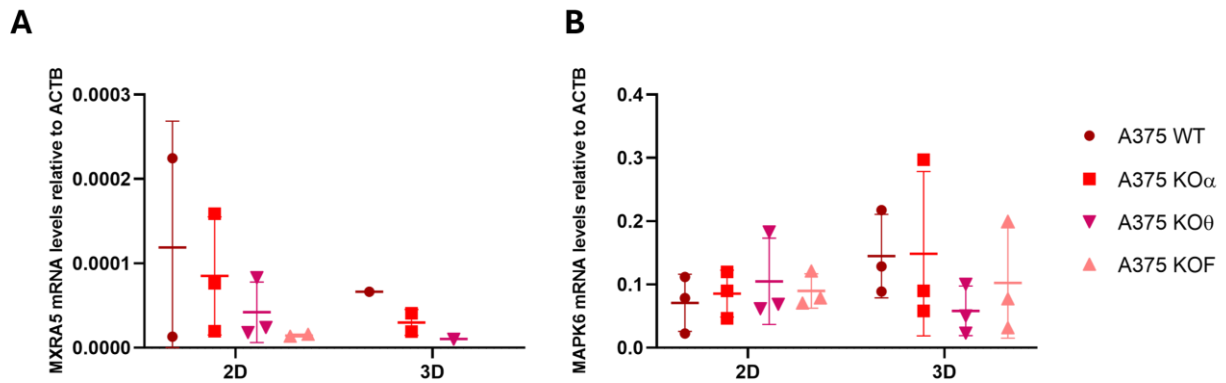 A
B
MXRA5 mRNA levels relative to ACTB
0.0003
0.0002
0.0001
0.0000
2D
3D
MAPK6 mRNA levels relative to ACTB
0.4
0.3
0.2
0.1
0.0
2D
3D
A375 WT
A375 KOα
A375 KOθ
A375 KOF